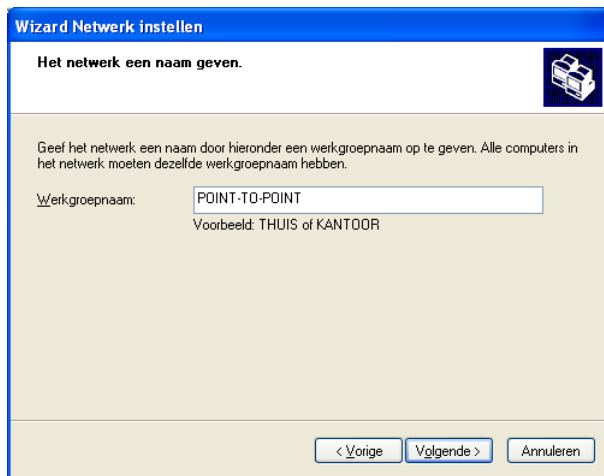 Wizard Netwerk instellen
Het netwerk een naam geven.
Geef het netwerk een naam door hieronder een werkgroepnaam op te geven. Alle computers in
het netwerk moeten dezelfde werkgroepnaam hebben.
Werkgroepnaam: POINT-TO-POINT
Voorbeeld: THUIS of KANTOOR
< Vorige Volgende > Annuleren